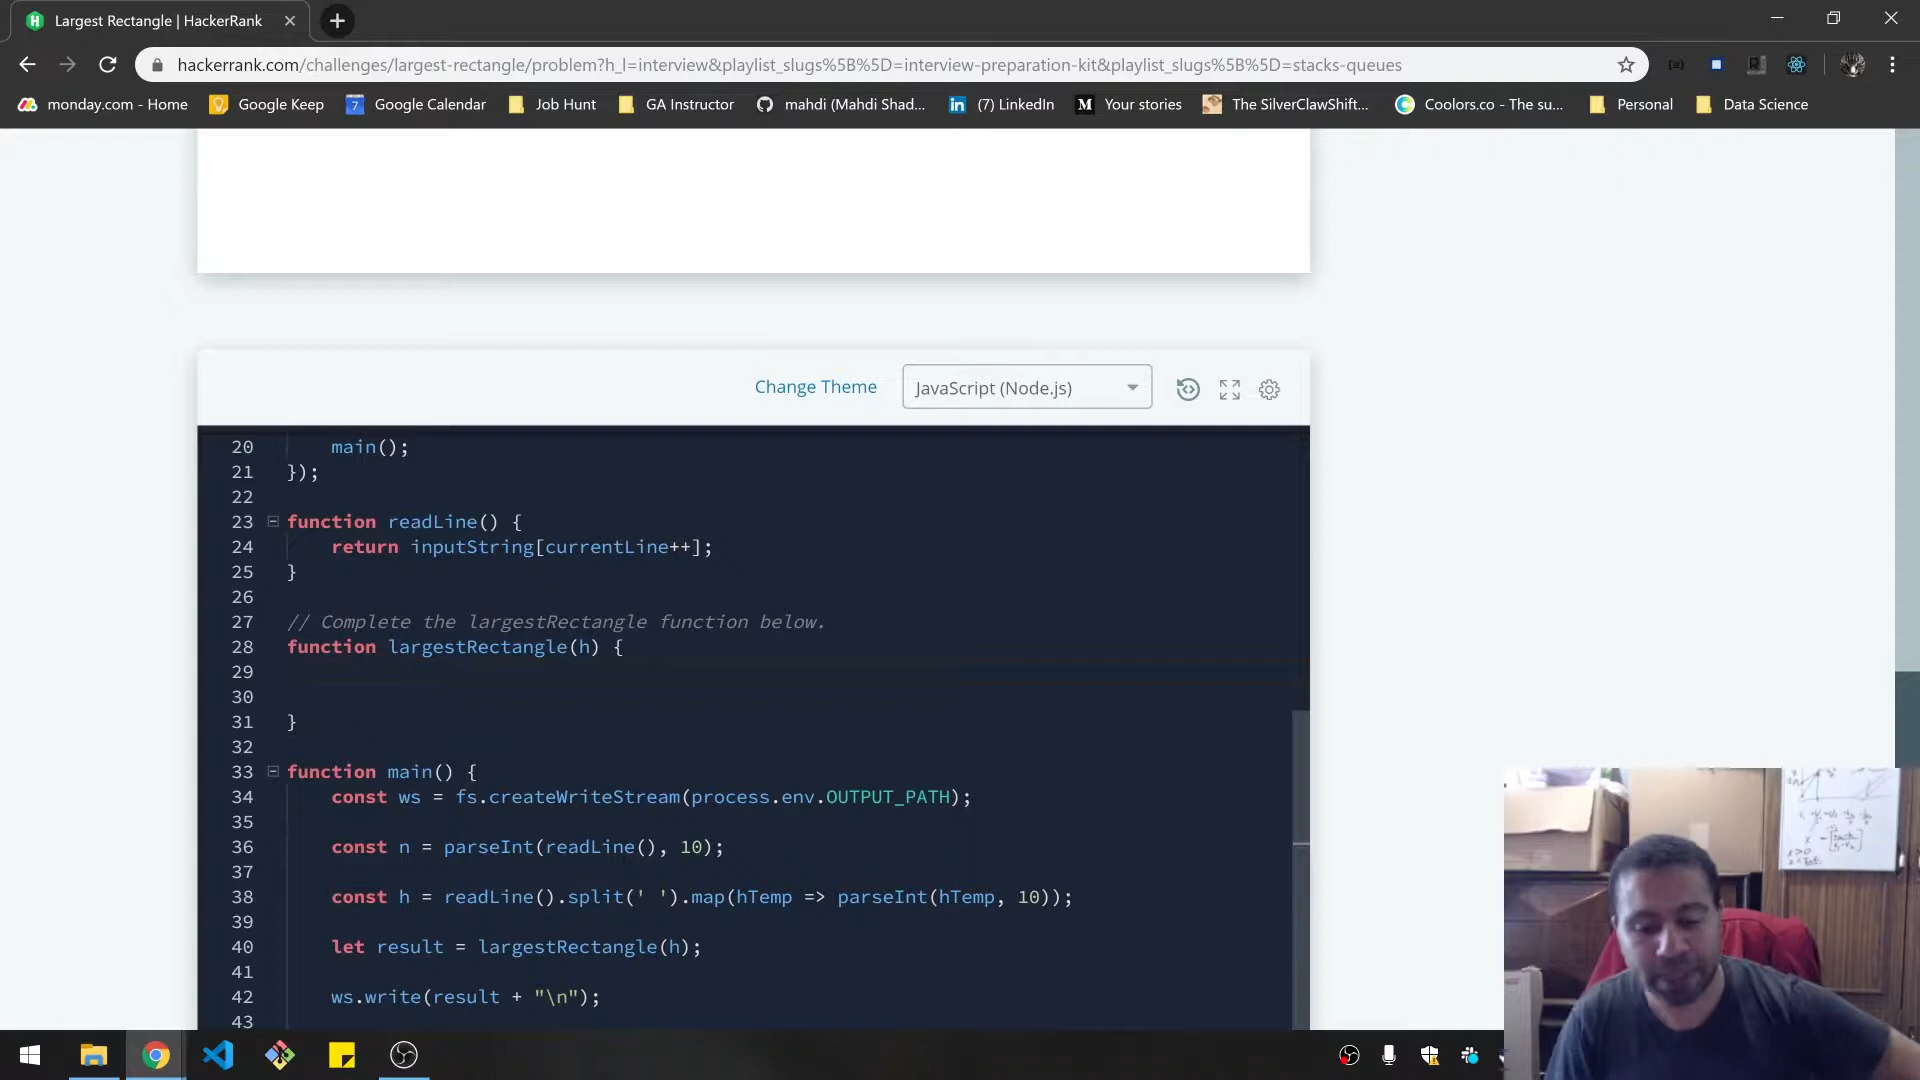 Largest Rectangle | HackerRank
hackerrank.com/challenges/largest-rectangle/problem?h_l=interview&playlist_slugs%5B%5D=interview-preparation-kit&playlist_slugs%5B%5D=stacks-queues
monday.com - Home Google Keep 7 Google Calendar Job Hunt GA Instructor mahdi (Mahdi Shad... (7) LinkedIn Your stories The SilverClawShift... Coolors.co - The su... Personal Data Science
Change Theme JavaScript (Node.js)
20 main();
21 });
22
23 function readLine() {
24 return inputString[currentLine++];
25 }
26
27 // Complete the largestRectangle function below.
28 function largestRectangle(h) {
29
30
31 }
32
33 function main() {
34 const ws = fs.createWriteStream(process.env.OUTPUT_PATH);
35
36 const n = parseInt(readLine(), 10);
37
38 const h = readLine().split(' ').map(hTemp => parseInt(hTemp, 10));
39
40 let result = largestRectangle(h);
41
42 ws.write(result + "\n");
43